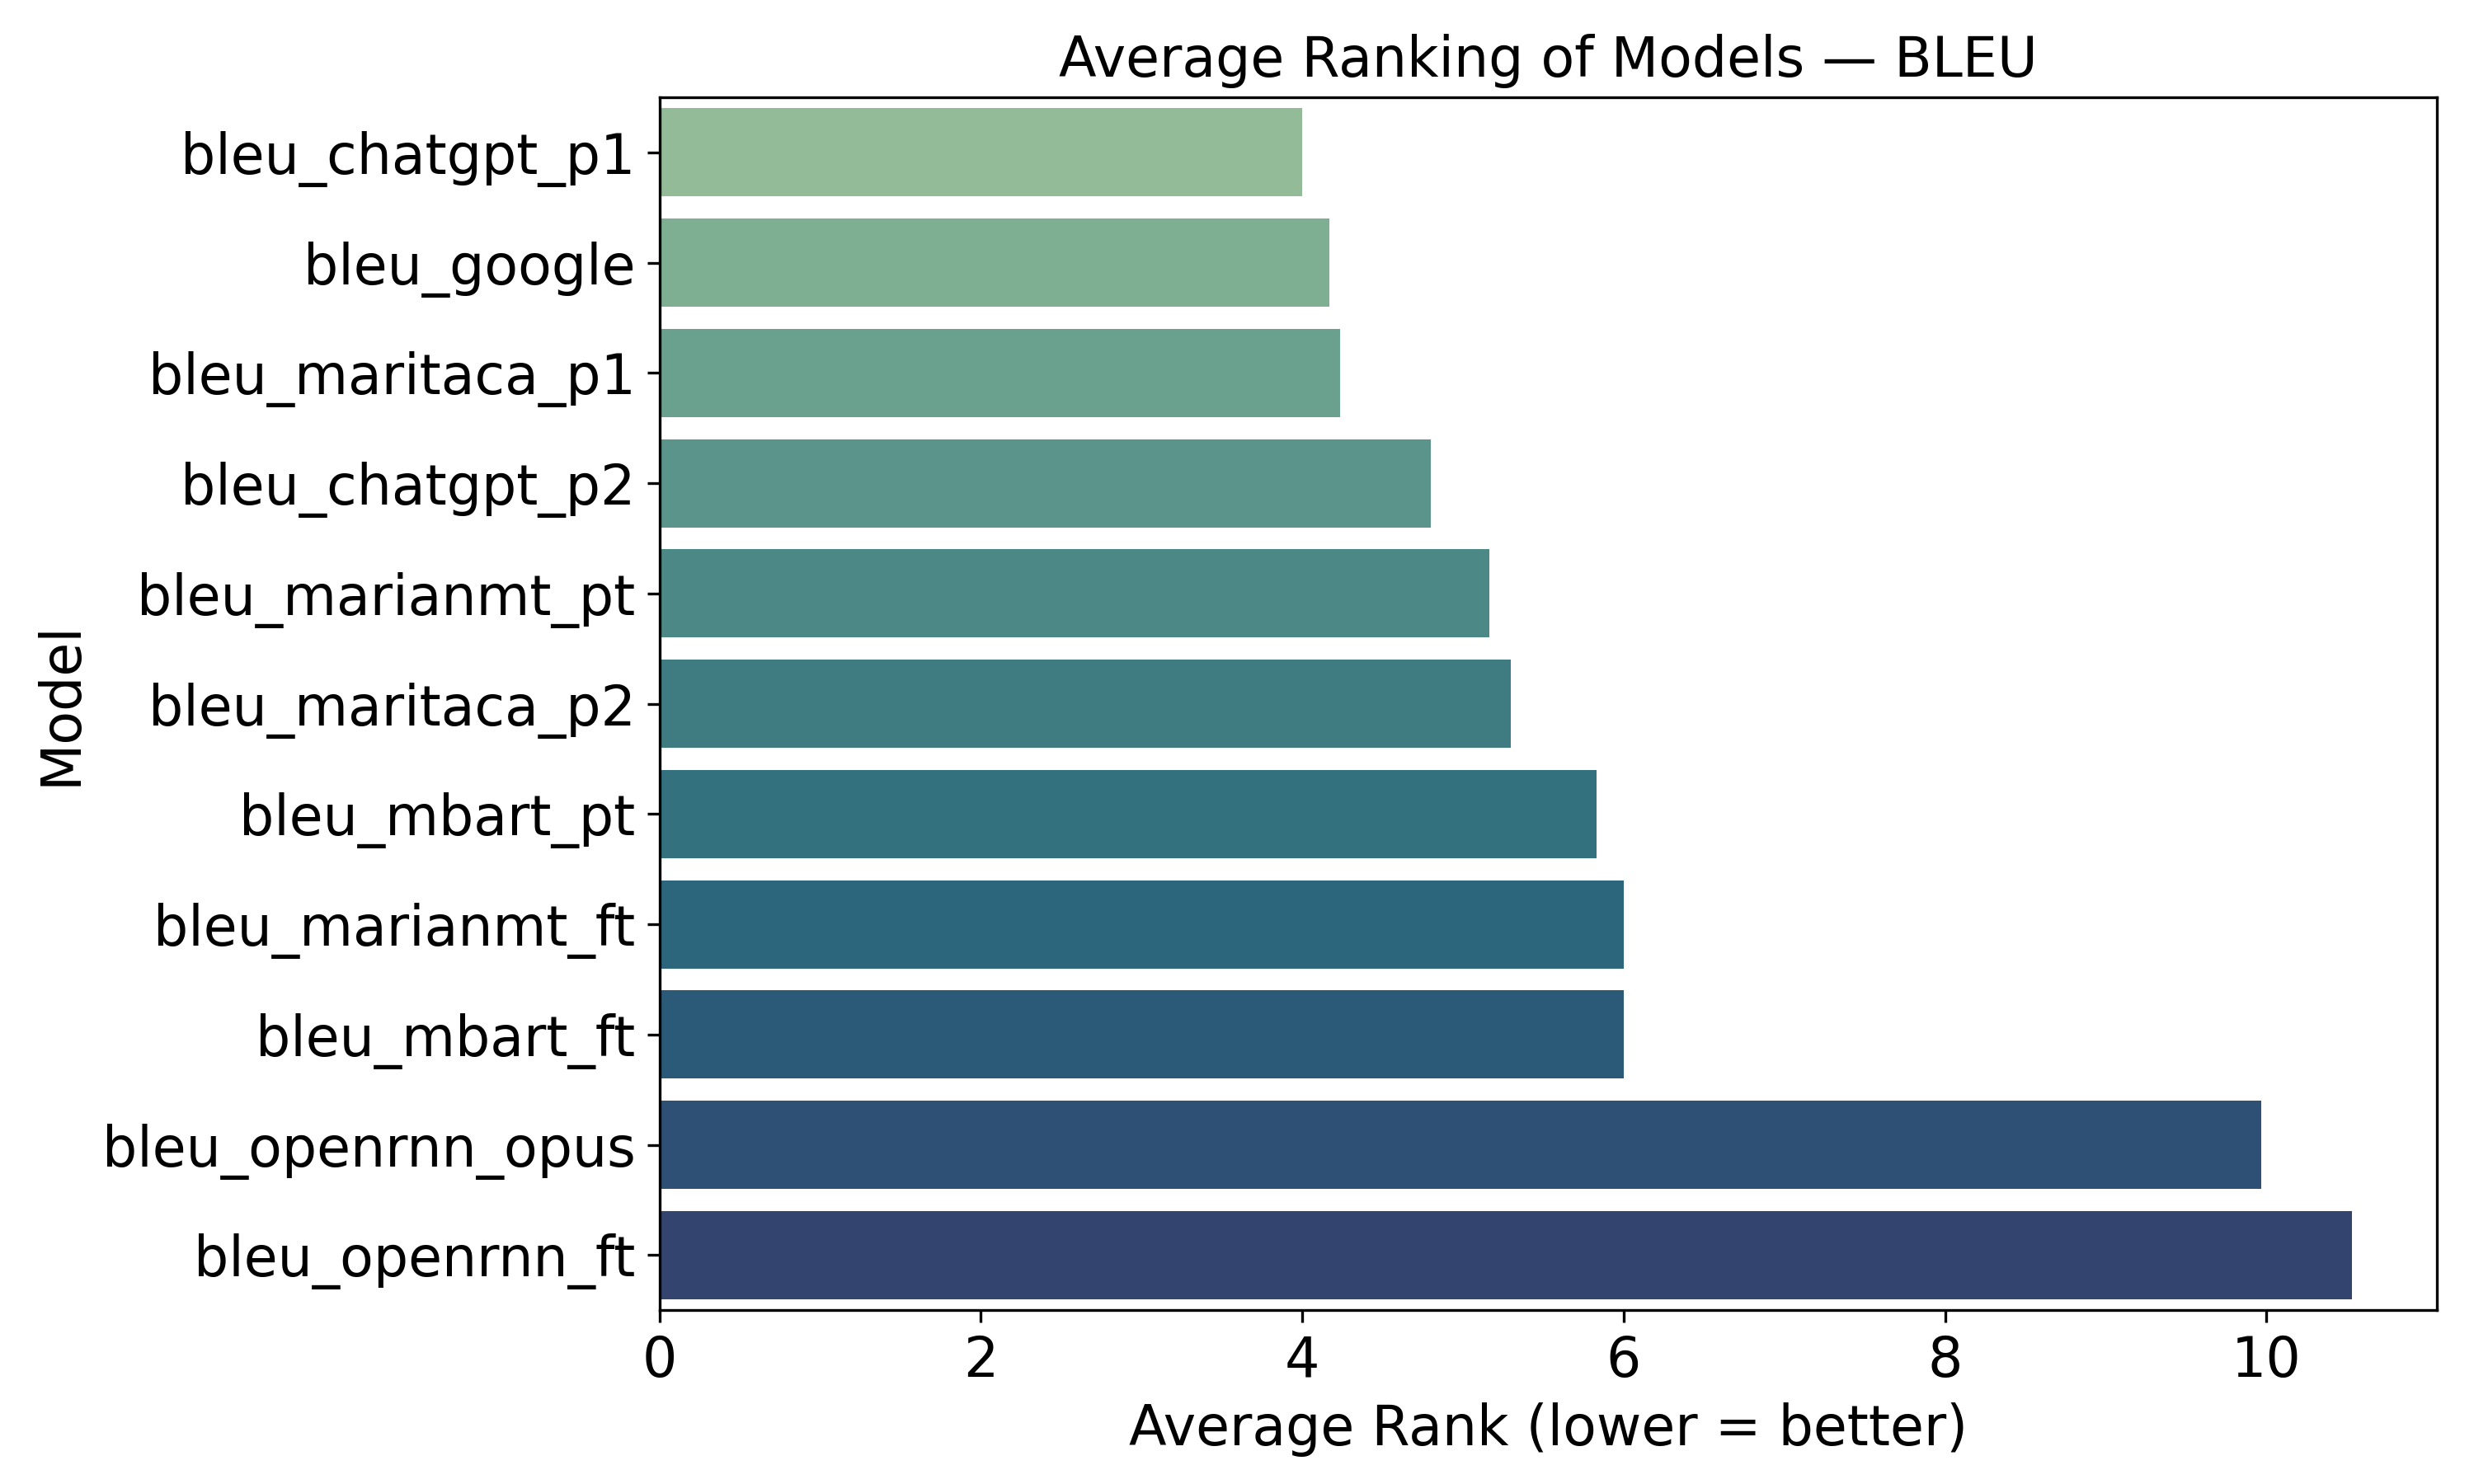 Average Ranking of Models — BLEU
bleu_chatgpt_p1
bleu_google
bleu_maritaca_p1
bleu_chatgpt_p2
bleu_marianmt_pt
bleu_maritaca_p2
bleu_mbart_pt
bleu_marianmt_ft
bleu_mbart_ft
bleu_openrnn_opus
bleu_openrnn_ft
Model
0 2 4 6 8 10
Average Rank (lower = better)